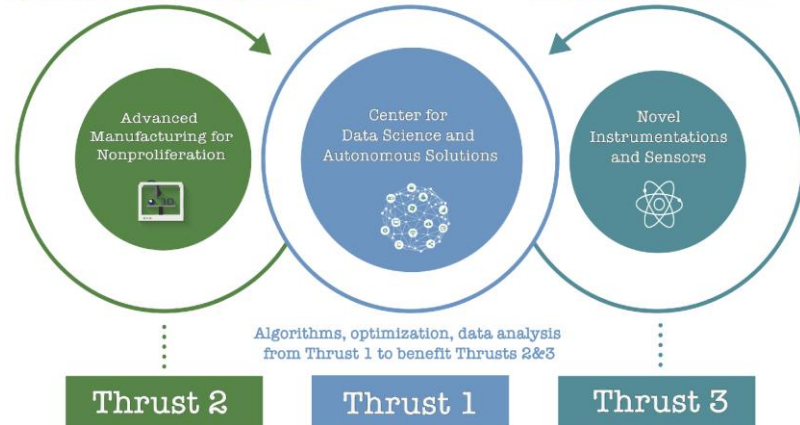 Advanced
Manufacturing for
Nonproliferation
Center for
Data Science and
Autonomous Solutions
Novel
Instrumentations
and Sensors
Algorithms, optimization, data analysis
from Thrust 1 to benefit Thrusts 2&3
Thrust 2
Thrust 1
Thrust 3